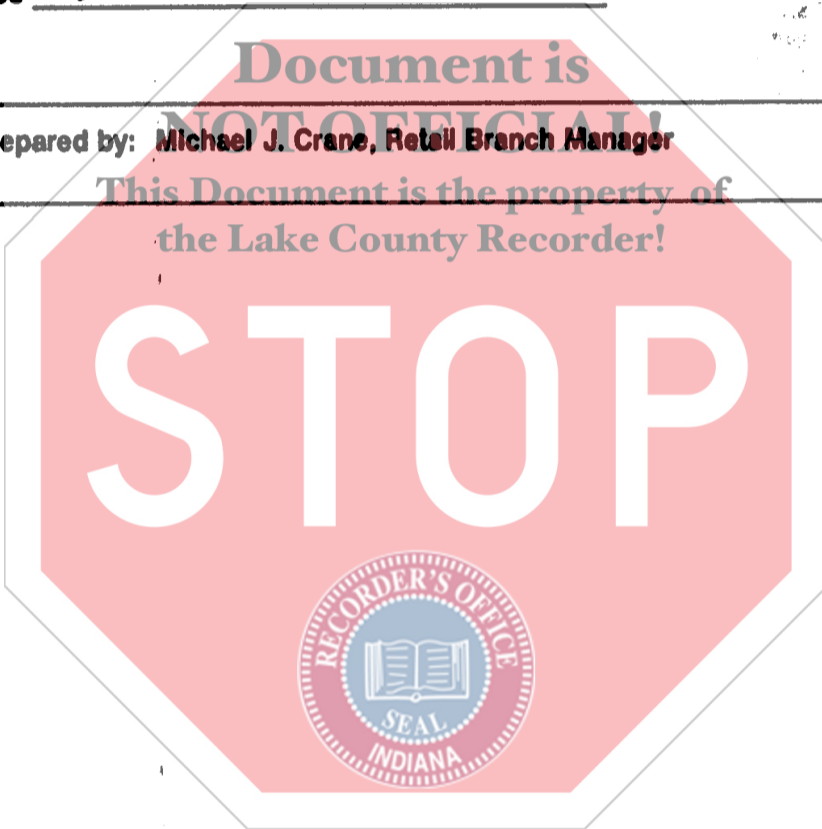 Document is
NOT OFFICIAL!
epared by: Michael J. Crane, Retail Branch Manager
This Document is the property of
the Lake County Recorder!
STOP
RECORDER'S OFFICE
SEAL
INDIANA